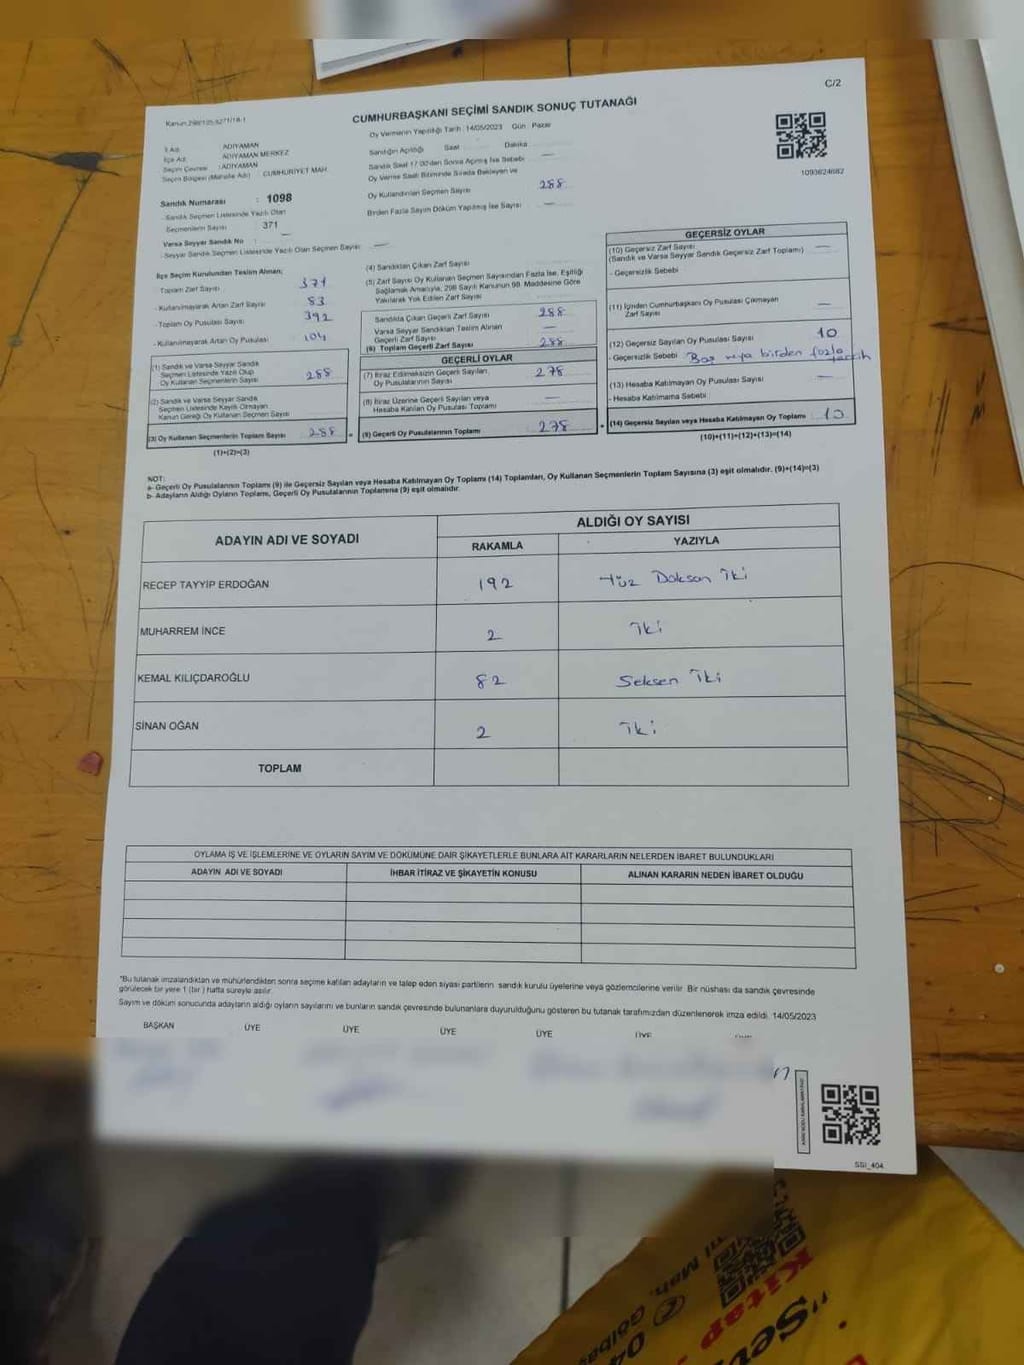 C/2
CUMHURBAŞKANI SEÇİMİ SANDIK SONUÇ TUTANAĞI
Oy Vermenin Yapıldığı Tarih : 14/05/2023 Gün : Pazar
İl Adı : ADIYAMAN
İlçe Adı : ADIYAMAN MERKEZ
Seçim Çevresi : ADIYAMAN
Seçim Bölgesi (Mahalle Adı) : CUMHURİYET MAH.
Sandık Numarası : 1098
- Sandık Seçmen Listesinde Yazılı Olan
Seçmenlerin Sayısı : 371
Varsa Seyyar Sandık No : —
- Seyyar Sandık Seçmen Listesinde Yazılı Olan Seçmen Sayısı : —
Sandığın Açıldığı Saat Dakika
Sandık Saat 17.00'den Sonra Açılmış İse Sebebi —
Oy Verme Saati Bitiminde Sırada Bekleyen ve
Oy Kullandırılan Seçmen Sayısı 288
Birden Fazla Sayım Döküm Yapılmış İse Sayısı —
1093624682
İlçe Seçim Kurulundan Teslim Alınan;
Toplam Zarf Sayısı 371
- Kullanılmayarak Artan Zarf Sayısı 83
- Toplam Oy Pusulası Sayısı 392
- Kullanılmayarak Artan Oy Pusulası 104
(1) Sandık ve Varsa Seyyar Sandık
Seçmen Listesinde Yazılı Olup
Oy Kullanan Seçmenlerin Sayısı 288
(2) Sandık ve Varsa Seyyar Sandık
Seçmen Listesinde Kayıtlı Olmayan
Kanun Gereği Oy Kullanan Seçmen Sayısı
(3) Oy Kullanan Seçmenlerin Toplam Sayısı 288
(1)+(2)=(3)
(4) Sandıktan Çıkan Zarf Sayısı
(5) Zarf Sayısı Oy Kullanan Seçmen Sayısından Fazla İse, Eşitliği
Sağlamak Amacıyla, 298 Sayılı Kanunun 98. Maddesine Göre
Yakılarak Yok Edilen Zarf Sayısı
Sandıkta Çıkan Geçerli Zarf Sayısı 288
Varsa Seyyar Sandıktan Teslim Alınan
Geçerli Zarf Sayısı —
(6) Toplam Geçerli Zarf Sayısı 288
GEÇERLİ OYLAR
(7) İtiraz Edilmeksizin Geçerli Sayılan
Oy Pusulalarının Sayısı 278
(8) İtiraz Üzerine Geçerli Sayılan veya
Hesaba Katılan Oy Pusulası Toplamı —
= (9) Geçerli Oy Pusulalarının Toplamı 278
GEÇERSİZ OYLAR
(10) Geçersiz Zarf Sayısı —
(Sandık ve Varsa Seyyar Sandık Geçersiz Zarf Toplamı)
- Geçersizlik Sebebi
(11) İçinden Cumhurbaşkanı Oy Pusulası Çıkmayan
Zarf Sayısı —
(12) Geçersiz Sayılan Oy Pusulası Sayısı 10
- Geçersizlik Sebebi Boş veya birden fazla tercih
(13) Hesaba Katılmayan Oy Pusulası Sayısı —
- Hesaba Katılmama Sebebi
+ (14) Geçersiz Sayılan veya Hesaba Katılmayan Oy Toplamı 10
(10)+(11)+(12)+(13)=(14)
NOT:
a- Geçerli Oy Pusulasının Toplamı (9) ile Geçersiz Sayılan veya Hesaba Katılmayan Oy Toplamı (14) Toplamları, Oy Kullanan Seçmenlerin Toplam Sayısına (3) eşit olmalıdır. (9)+(14)=(3)
b- Adayların Aldığı Oyların Toplamı, Geçerli Oy Pusulalarının Toplamına (9) eşit olmalıdır.
ADAYIN ADI VE SOYADI ALDIĞI OY SAYISI
RAKAMLA YAZIYLA
RECEP TAYYİP ERDOĞAN 192 Yüz Doksan İki
MUHARREM İNCE 2 İki
KEMAL KILIÇDAROĞLU 82 Seksen İki
SİNAN OĞAN 2 İki
TOPLAM
OYLAMA İŞ VE İŞLEMLERİNE VE OYLARIN SAYIM VE DÖKÜMÜNE DAİR ŞİKAYETLERLE BUNLARA AİT KARARLARIN NELERDEN İBARET BULUNDUKLARI
ADAYIN ADI VE SOYADI İHBAR İTİRAZ VE ŞİKAYETİN KONUSU ALINAN KARARIN NEDEN İBARET OLDUĞU
*Bu tutanak imzalandıktan ve mühürlendikten sonra seçime katılan adayların ve talep eden siyasi partilerin sandık kurulu üyelerine veya gözlemcilerine verilir. Bir nüshası da sandık çevresinde
görülecek bir yere 1 (bir) hafta süreyle asılır.
Sayım ve döküm sonucunda adayların aldığı oyların sayılarını ve bunların sandık çevresinde bulunanlara duyurulduğunu gösteren bu tutanak tarafımızdan düzenlenerek imza edildi. 14/05/2023
BAŞKAN ÜYE ÜYE ÜYE ÜYE ÜYE ÜYE
SSI_404
Mah.
Gölbaş
Kitap
"Sev